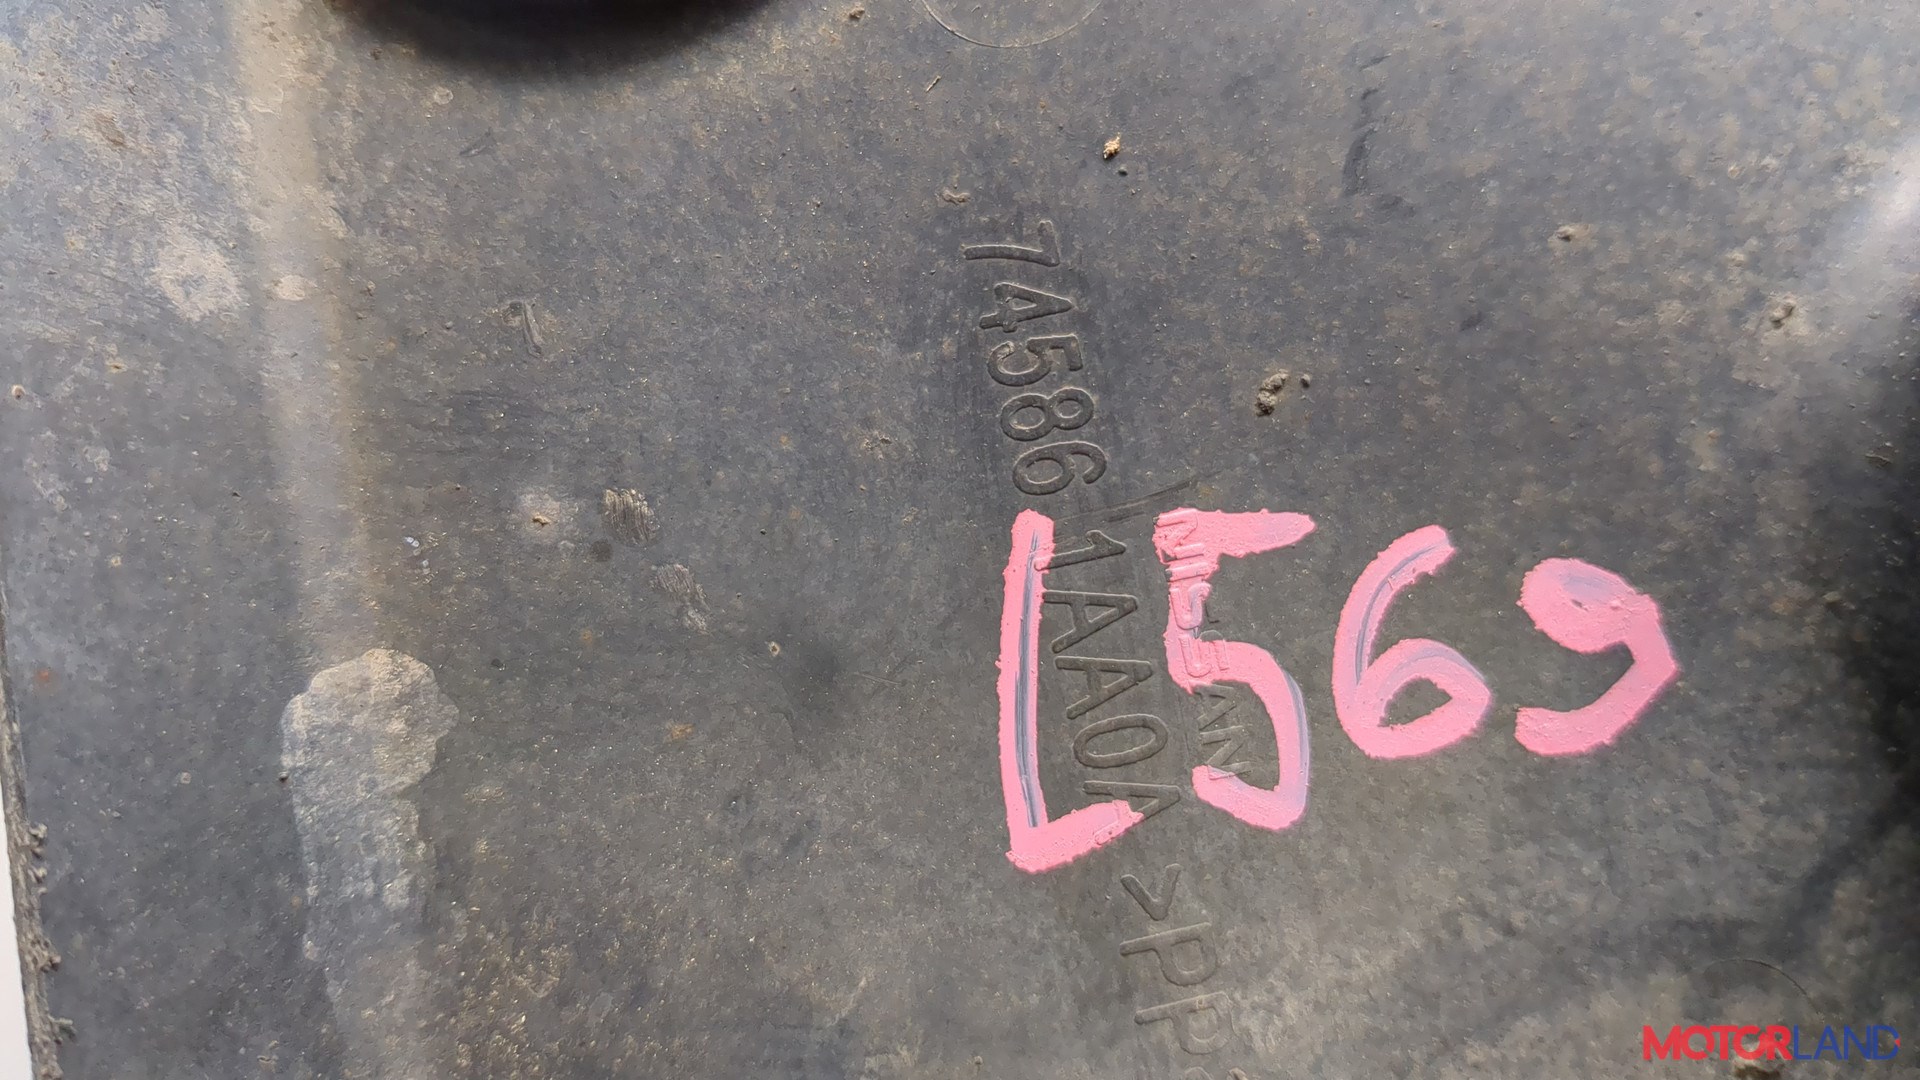 74586 1AA0A
NISSAN
>PP
L569
MOTORLAND